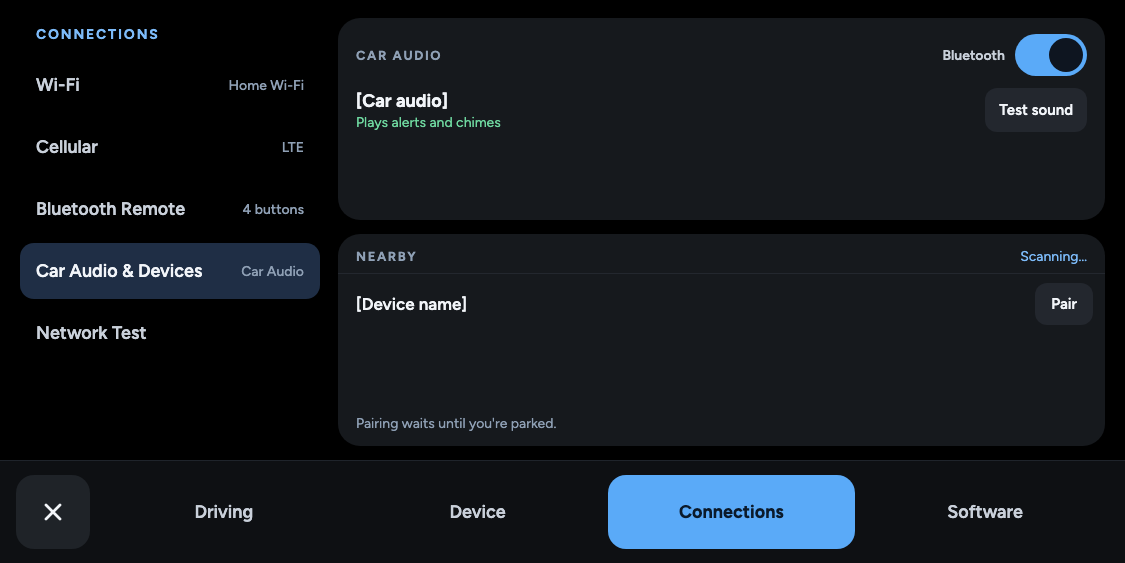 CONNECTIONS
Wi-Fi Home Wi-Fi
Cellular LTE
Bluetooth Remote 4 buttons
Car Audio & Devices Car Audio
Network Test
CAR AUDIO Bluetooth
[Car audio]
Plays alerts and chimes
Test sound
NEARBY Scanning...
[Device name] Pair
Pairing waits until you're parked.
Driving Device Connections Software